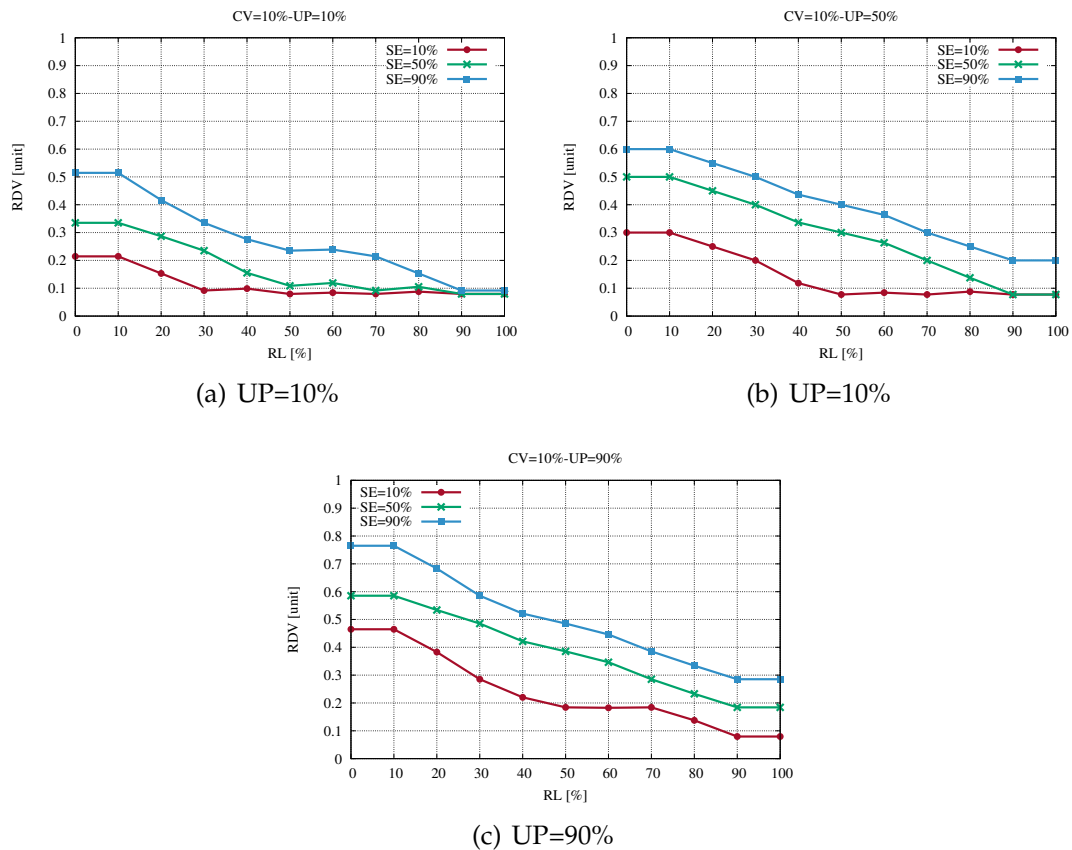 CV=10%-UP=10%
SE=10%
SE=50%
SE=90%
1
0.9
0.8
0.7
0.6
0.5
0.4
0.3
0.2
0.1
0
RDV [unit]
0 10 20 30 40 50 60 70 80 90 100
RL [%]
(a) UP=10%
CV=10%-UP=50%
SE=10%
SE=50%
SE=90%
1
0.9
0.8
0.7
0.6
0.5
0.4
0.3
0.2
0.1
0
RDV [unit]
0 10 20 30 40 50 60 70 80 90 100
RL [%]
(b) UP=10%
CV=10%-UP=90%
SE=10%
SE=50%
SE=90%
1
0.9
0.8
0.7
0.6
0.5
0.4
0.3
0.2
0.1
0
RDV [unit]
0 10 20 30 40 50 60 70 80 90 100
RL [%]
(c) UP=90%